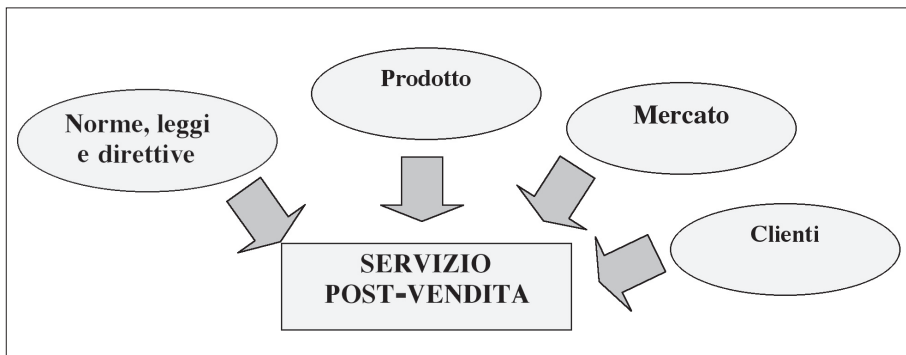 Prodotto
Norme, leggi
e direttive
Mercato
Clienti
SERVIZIO
POST-VENDITA